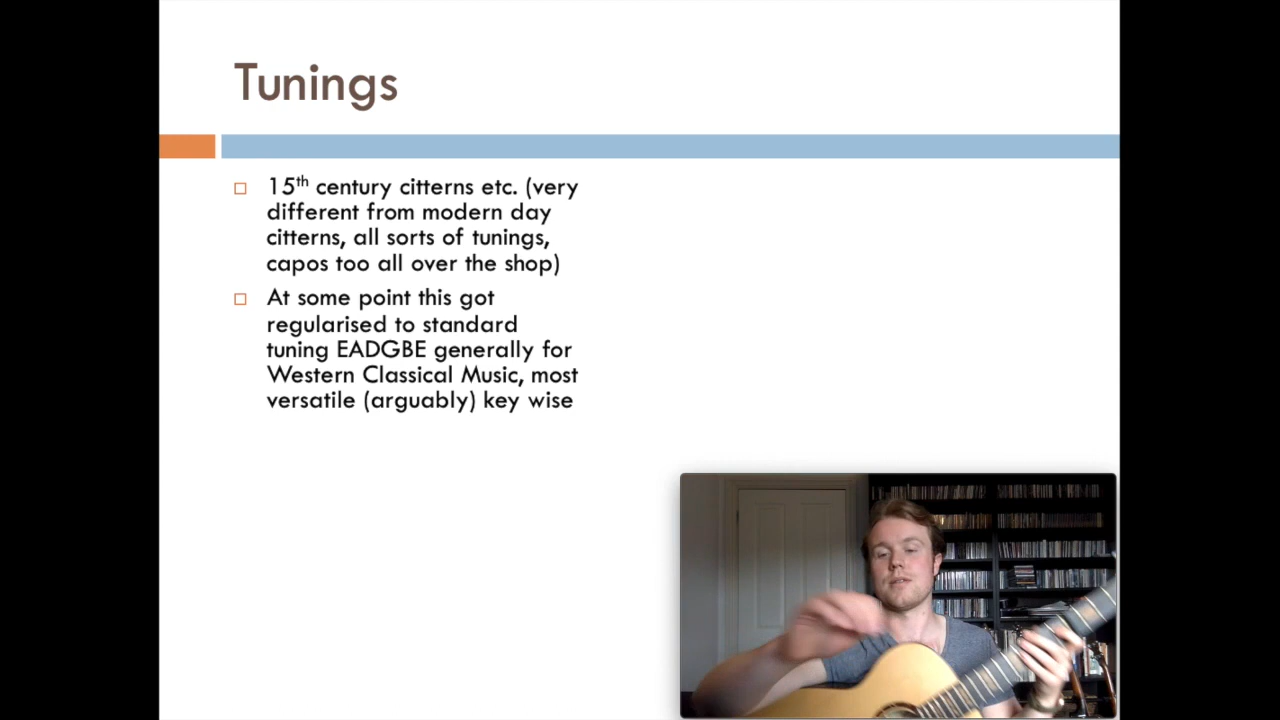 Tunings
15th century citterns etc. (very
different from modern day
citterns, all sorts of tunings,
capos too all over the shop)
At some point this got
regularised to standard
tuning EADGBE generally for
Western Classical Music, most
versatile (arguably) key wise